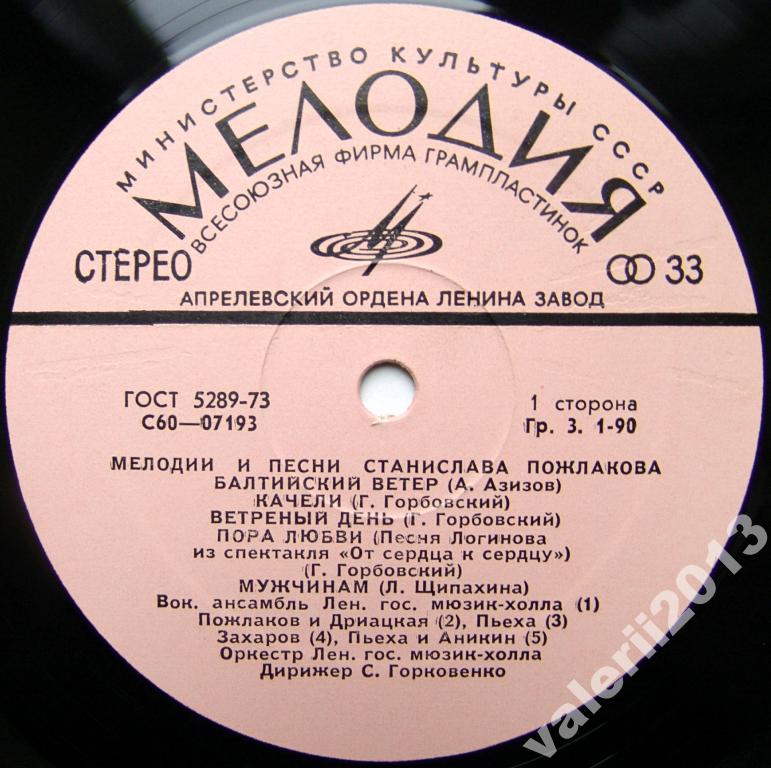 МИНИСТЕРСТВО КУЛЬТУРЫ СССР
МЕЛОДИЯ
ВСЕСОЮЗНАЯ ФИРМА ГРАМПЛАСТИНОК
СТЕРЕО
33
АПРЕЛЕВСКИЙ ОРДЕНА ЛЕНИНА ЗАВОД
ГОСТ 5289-73
С60—07193
1 сторона
Гр. 3. 1-90
МЕЛОДИИ И ПЕСНИ СТАНИСЛАВА ПОЖЛАКОВА
БАЛТИЙСКИЙ ВЕТЕР (А. Азизов)
КАЧЕЛИ (Г. Горбовский)
ВЕТРЕНЫЙ ДЕНЬ (Г. Горбовский)
ПОРА ЛЮБВИ (Песня Логинова
из спектакля «От сердца к сердцу»)
(Г. Горбовский)
МУЖЧИНАМ (Л. Щипахина)
Вок. ансамбль Лен. гос. мюзик-холла (1)
Пожлаков и Дриацкая (2), Пьеха (3)
Захаров (4), Пьеха и Аникин (5)
Оркестр Лен. гос. мюзик-холла
Дирижер С. Горковенко
valerii2013